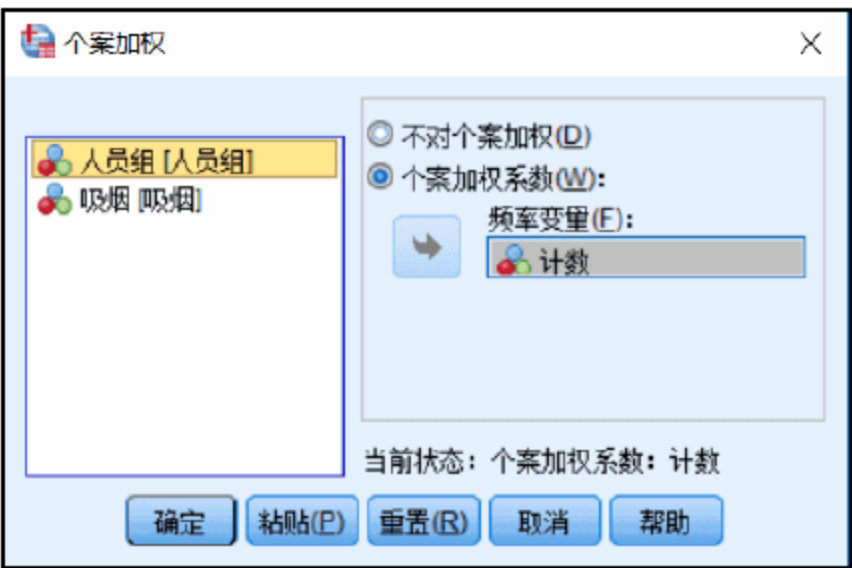 个案加权
人员组 [人员组]
吸烟 [吸烟]
不对个案加权(D)
个案加权系数(W):
频率变量(F):
计数
当前状态：个案加权系数：计数
确定 粘贴(P) 重置(R) 取消 帮助